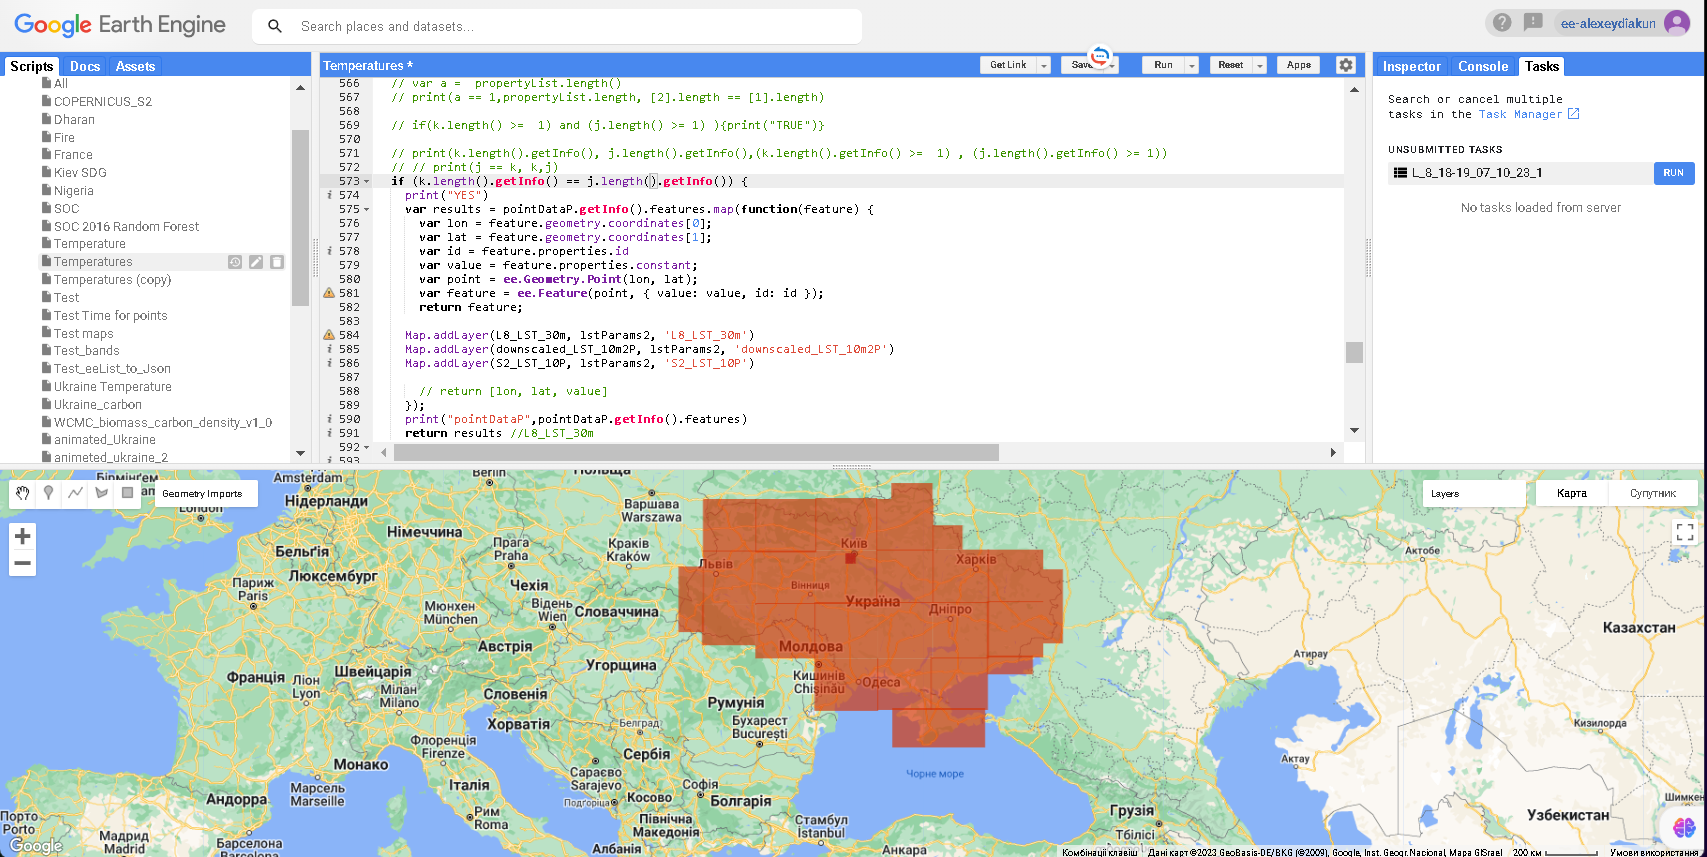 Google Earth Engine
Search places and datasets...
ee-alexeydiakun
Scripts
Docs
Assets
All
COPERNICUS_S2
Dharan
Fire
France
Kiev SDG
Nigeria
SOC
SOC 2016 Random Forest
Temperature
Temperatures
Temperatures (copy)
Test
Test Time for points
Test maps
Test_bands
Test_eeList_to_Json
Ukraine Temperature
Ukraine_carbon
WCMC_biomass_carbon_density_v1_0
animated_Ukraine
animeted_ukraine_2
Temperatures *
Get Link
Save
Run
Reset
Apps
566 // var a =  propertyList.length()
567 // print(a == 1,propertyList.length, [2].length == [1].length)
568
569 // if(k.length() >=  1) and (j.length() >= 1) ){print("TRUE")}
570
571 // print(k.length().getInfo(), j.length().getInfo(),(k.length().getInfo() >=  1) , (j.length().getInfo() >= 1))
572 // // print(j == k, k,j)
573 if (k.length().getInfo() == j.length().getInfo()) {
574 print("YES")
575 var results = pointDataP.getInfo().features.map(function(feature) {
576 var lon = feature.geometry.coordinates[0];
577 var lat = feature.geometry.coordinates[1];
578 var id = feature.properties.id
579 var value = feature.properties.constant;
580 var point = ee.Geometry.Point(lon, lat);
581 var feature = ee.Feature(point, { value: value, id: id });
582 return feature;
583
584 Map.addLayer(L8_LST_30m, lstParams2, 'L8_LST_30m')
585 Map.addLayer(downscaled_LST_10m2P, lstParams2, 'downscaled_LST_10m2P')
586 Map.addLayer(S2_LST_10P, lstParams2, 'S2_LST_10P')
587
588 // return [lon, lat, value]
589 });
590 print("pointDataP",pointDataP.getInfo().features)
591 return results //L8_LST_30m
592
593
Inspector
Console
Tasks
Search or cancel multiple
tasks in the Task Manager
UNSUBMITTED TASKS
L_8_18-19_07_10_23_1
RUN
No tasks loaded from server
Geometry Imports
Layers
Карта
Супутник
Бірмінгем
Amsterdam
Нідерланди
London
Berlin
Польща
Варшава
Warszawa
Німеччина
Бельгія
Люксембург
Париж
Paris
Прага
Praha
Краків
Kraków
Чехія
Мюнхен
München
Відень
Wien
Словаччина
Австрія
Угорщина
Швейцарія
Франція
Ліон
Lyon
Мілан
Milano
Словенія
Хорватія
Румунія
Белград
Бухарест
București
Сербія
Флоренція
Firenze
Монако
Марсель
Marseille
Андорра
Італія
Рим
Roma
Сараєво
Sarajevo
Подгоріца
Косово
Софія
София
Болгарія
Північна
Македонія
Албанія
Порто
Porto
Мадрид
Madrid
Барселона
Barcelona
Стамбул
İstanbul
Анкара
Львів
Київ
Вінниця
Харків
Україна
Дніпро
Молдова
Кишинів
Chișinău
Одеса
Чорне море
Грузія
Тбілісі
Актобе
Казахстан
Атирау
Актау
Кизилорда
Шимкент
Узбекистан
Google
Комбінації клавіш
Дані карт ©2023 GeoBasis-DE/BKG (©2009), Google, Inst. Geogr. Nacional, Mapa GISrael
200 км
Умови використання